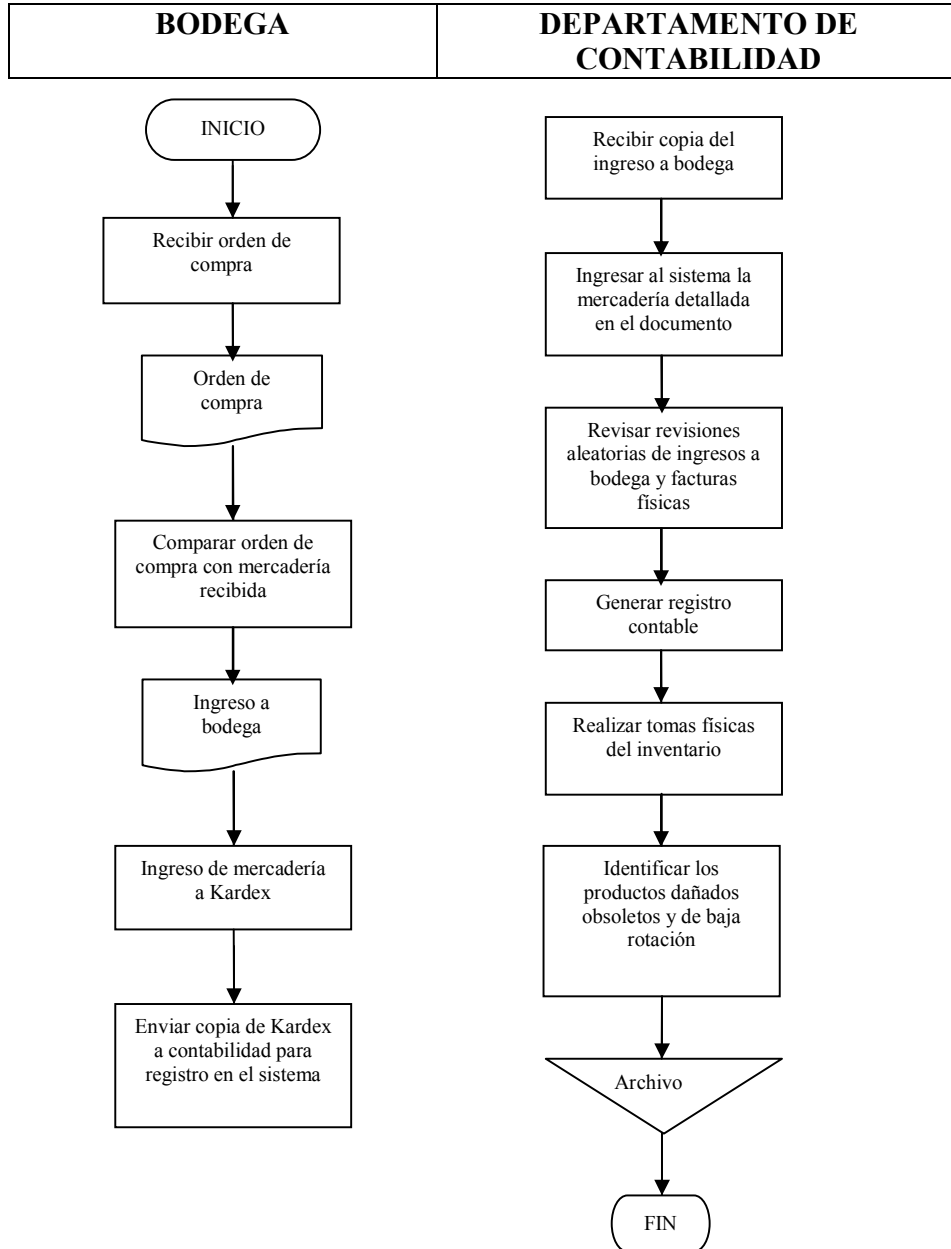 BODEGA
DEPARTAMENTO DE
CONTABILIDAD
INICIO
Recibir orden de
compra
Orden de
compra
Comparar orden de
compra con mercadería
recibida
Ingreso a
bodega
Ingreso de mercadería
a Kardex
Enviar copia de Kardex
a contabilidad para
registro en el sistema
Recibir copia del
ingreso a bodega
Ingresar al sistema la
mercadería detallada
en el documento
Revisar revisiones
aleatorias de ingresos a
bodega y facturas
físicas
Generar registro
contable
Realizar tomas físicas
del inventario
Identificar los
productos dañados
obsoletos y de baja
rotación
Archivo
FIN